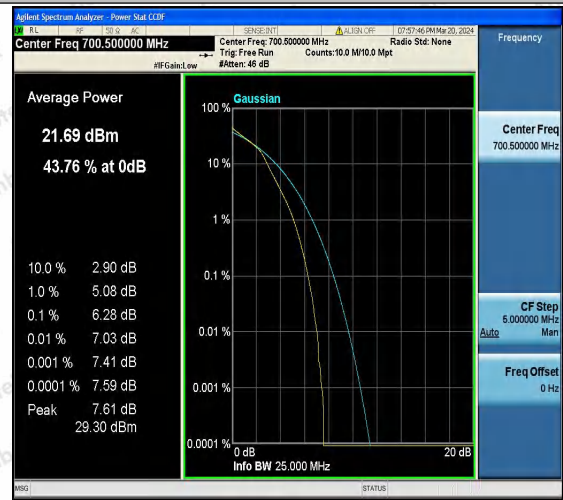 Agilent Spectrum Analyzer - Power Stat CCDF
RL RF 50 Ω AC SENSE:INT ALIGN OFF 07:57:46 PM Mar 20, 2024
Center Freq 700.500000 MHz
Center Freq: 700.500000 MHz Radio Std: None
Trig: Free Run Counts:10.0 M/10.0 Mpt
#IFGain:Low #Atten: 46 dB
Frequency
Average Power
21.69 dBm
43.76 % at 0dB
10.0 % 2.90 dB
1.0 % 5.08 dB
0.1 % 6.28 dB
0.01 % 7.03 dB
0.001 % 7.41 dB
0.0001 % 7.59 dB
Peak 7.61 dB
29.30 dBm
Gaussian
100 %
10 %
1 %
0.1 %
0.01 %
0.001 %
0.0001 %
0 dB 20 dB
Info BW 25.000 MHz
Center Freq
700.500000 MHz
CF Step
5.000000 MHz
Auto Man
Freq Offset
0 Hz
MSG STATUS